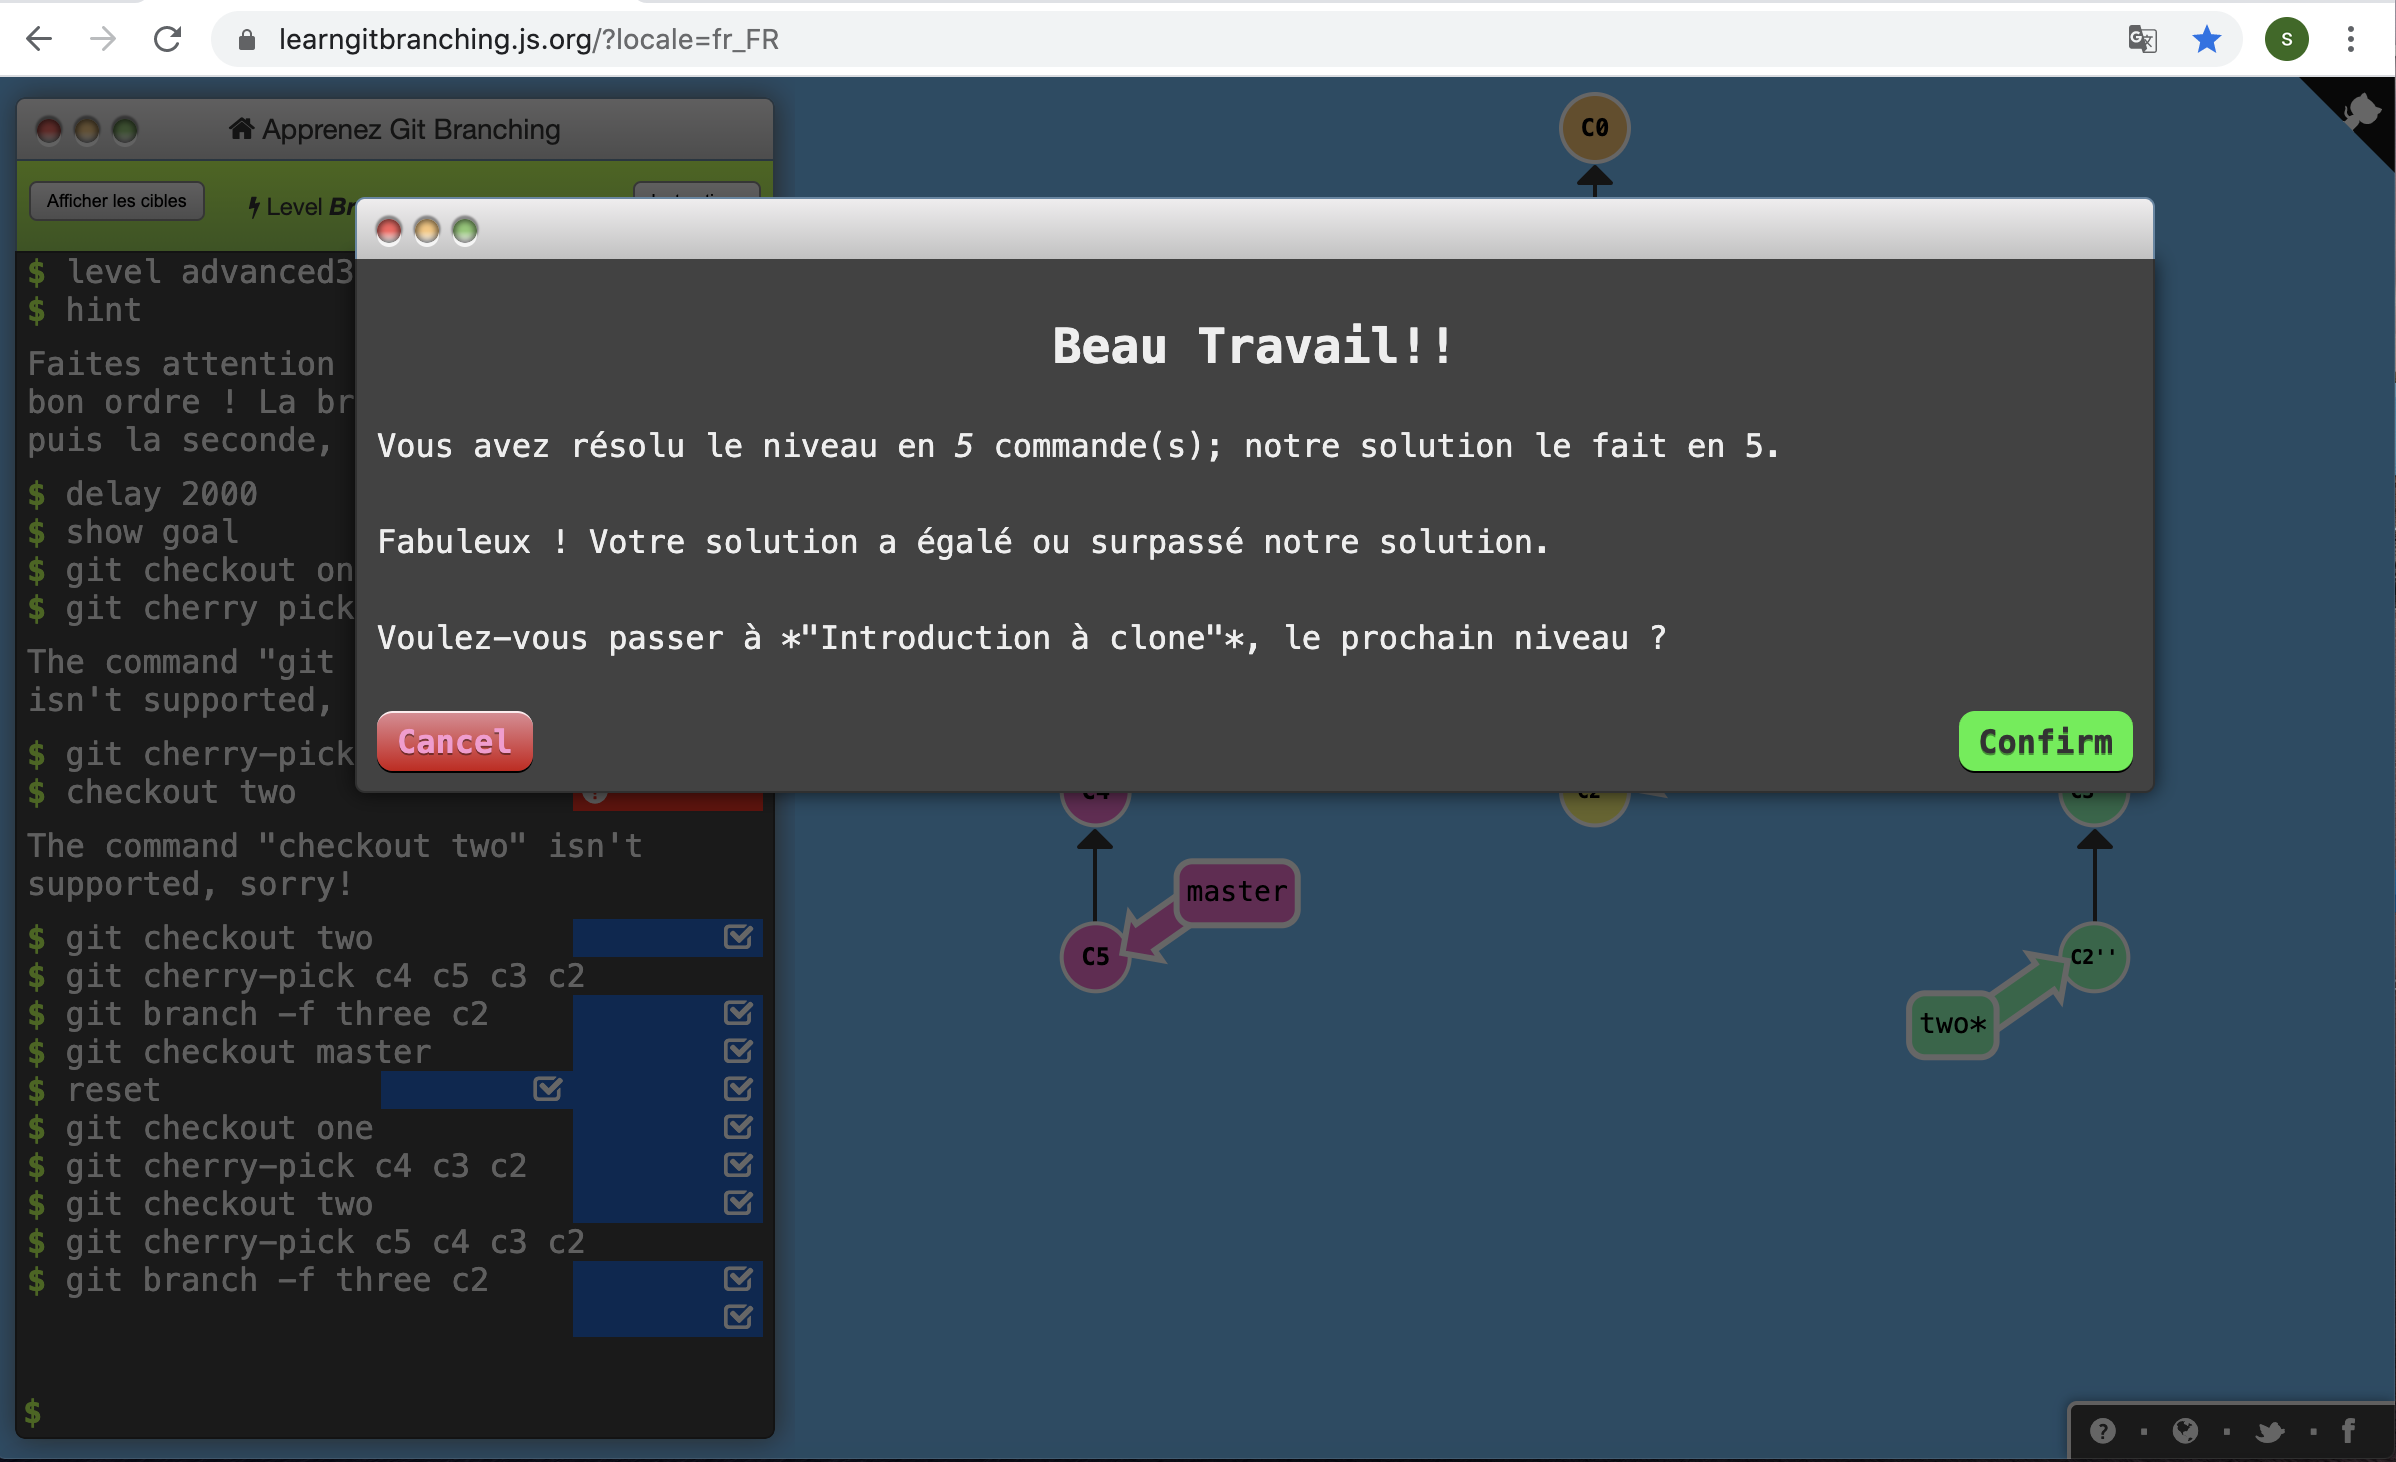 learngitbranching.js.org/?locale=fr_FR
S
Apprenez Git Branching
Afficher les cibles
Level Br
$ level advanced3
$ hint
Faites attention
bon ordre ! La br
puis la seconde,
$ delay 2000
$ show goal
$ git checkout on
$ git cherry pick
The command "git
isn't supported,
$ git cherry-pick
$ checkout two
The command "checkout two" isn't
supported, sorry!
$ git checkout two
$ git cherry-pick c4 c5 c3 c2
$ git branch -f three c2
$ git checkout master
$ reset
$ git checkout one
$ git cherry-pick c4 c3 c2
$ git checkout two
$ git cherry-pick c5 c4 c3 c2
$ git branch -f three c2
$
Beau Travail!!
Vous avez résolu le niveau en 5 commande(s); notre solution le fait en 5.
Fabuleux ! Votre solution a égalé ou surpassé notre solution.
Voulez-vous passer à *"Introduction à clone"*, le prochain niveau ?
Cancel
Confirm
C0
C4
master
C5
C2''
two*